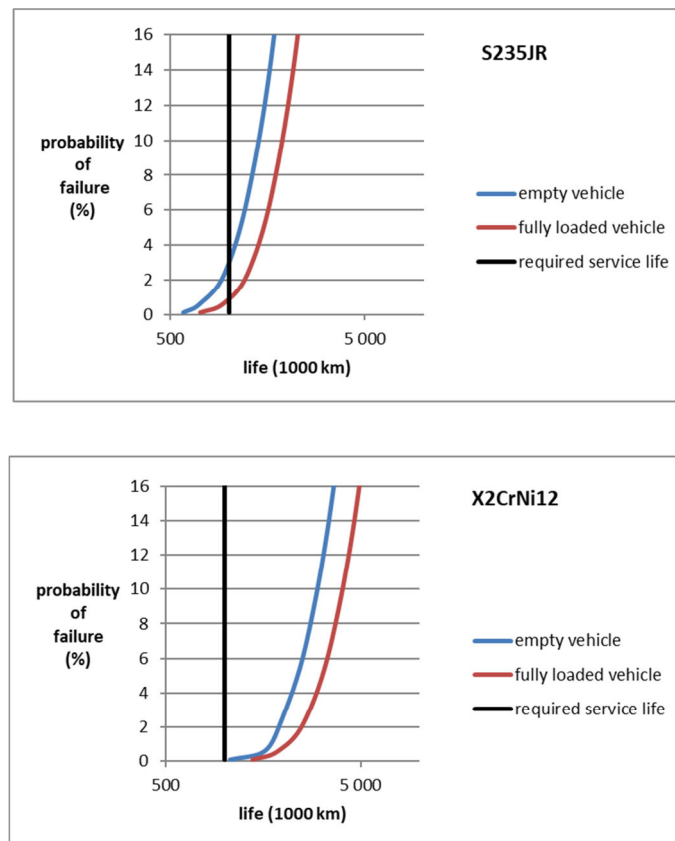 S235JR
16
14
12
10
8
6
4
2
0
probability
of
failure
(%)
empty vehicle
fully loaded vehicle
required service life
500
5 000
life (1000 km)
X2CrNi12
16
14
12
10
8
6
4
2
0
probability
of
failure
(%)
empty vehicle
fully loaded vehicle
required service life
500
5 000
life (1000 km)